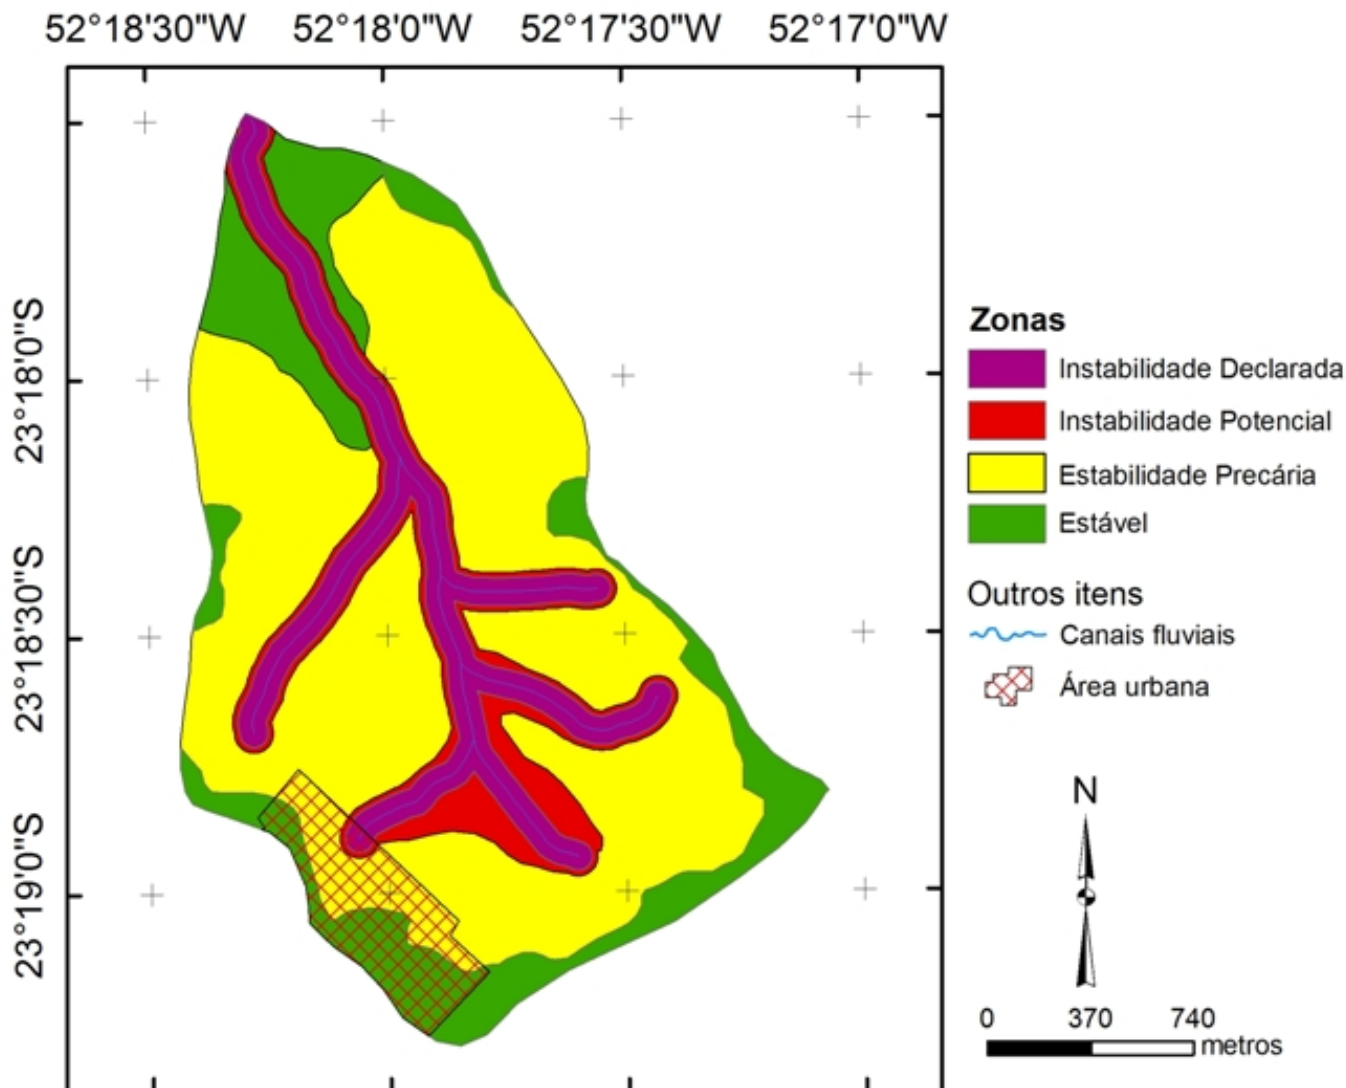 52°18'30"W 52°18'0"W 52°17'30"W 52°17'0"W
23°18'0"S
23°18'30"S
23°19'0"S
Zonas
Instabilidade Declarada
Instabilidade Potencial
Estabilidade Precária
Estável
Outros itens
Canais fluviais
Área urbana
N
0 370 740
metros